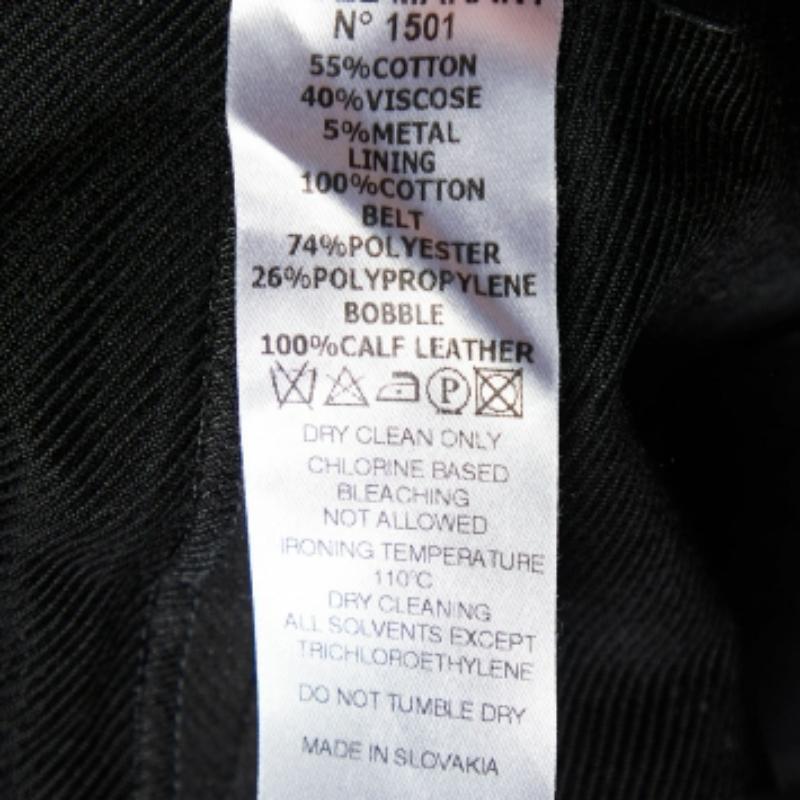 N° 1501
55%COTTON
40%VISCOSE
5%METAL
LINING
100%COTTON
BELT
74%POLYESTER
26%POLYPROPYLENE
BOBBLE
100%CALF LEATHER
P
DRY CLEAN ONLY
CHLORINE BASED
BLEACHING
NOT ALLOWED
IRONING TEMPERATURE
110°C
DRY CLEANING
ALL SOLVENTS EXCEPT
TRICHLOROETHYLENE
DO NOT TUMBLE DRY
MADE IN SLOVAKIA